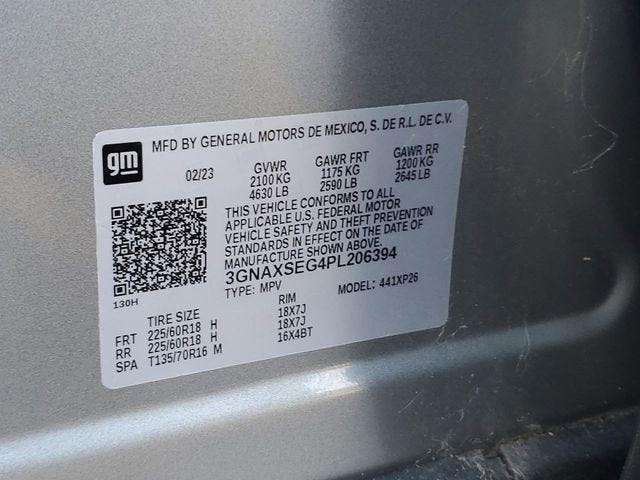 gm
MFD BY GENERAL MOTORS DE MEXICO, S. DE R.L. DE C.V.
02/23 GVWR GAWR FRT GAWR RR
2100 KG 1175 KG 1200 KG
4630 LB 2590 LB 2645 LB
THIS VEHICLE CONFORMS TO ALL
APPLICABLE U.S. FEDERAL MOTOR
VEHICLE SAFETY AND THEFT PREVENTION
STANDARDS IN EFFECT ON THE DATE OF
MANUFACTURE SHOWN ABOVE.
3GNAXSEG4PL206394
TYPE: MPV MODEL: 441XP26
130H
TIRE SIZE RIM
FRT 225/60R18 H 18X7J
RR 225/60R18 H 18X7J
SPA T135/70R16 M 16X4BT